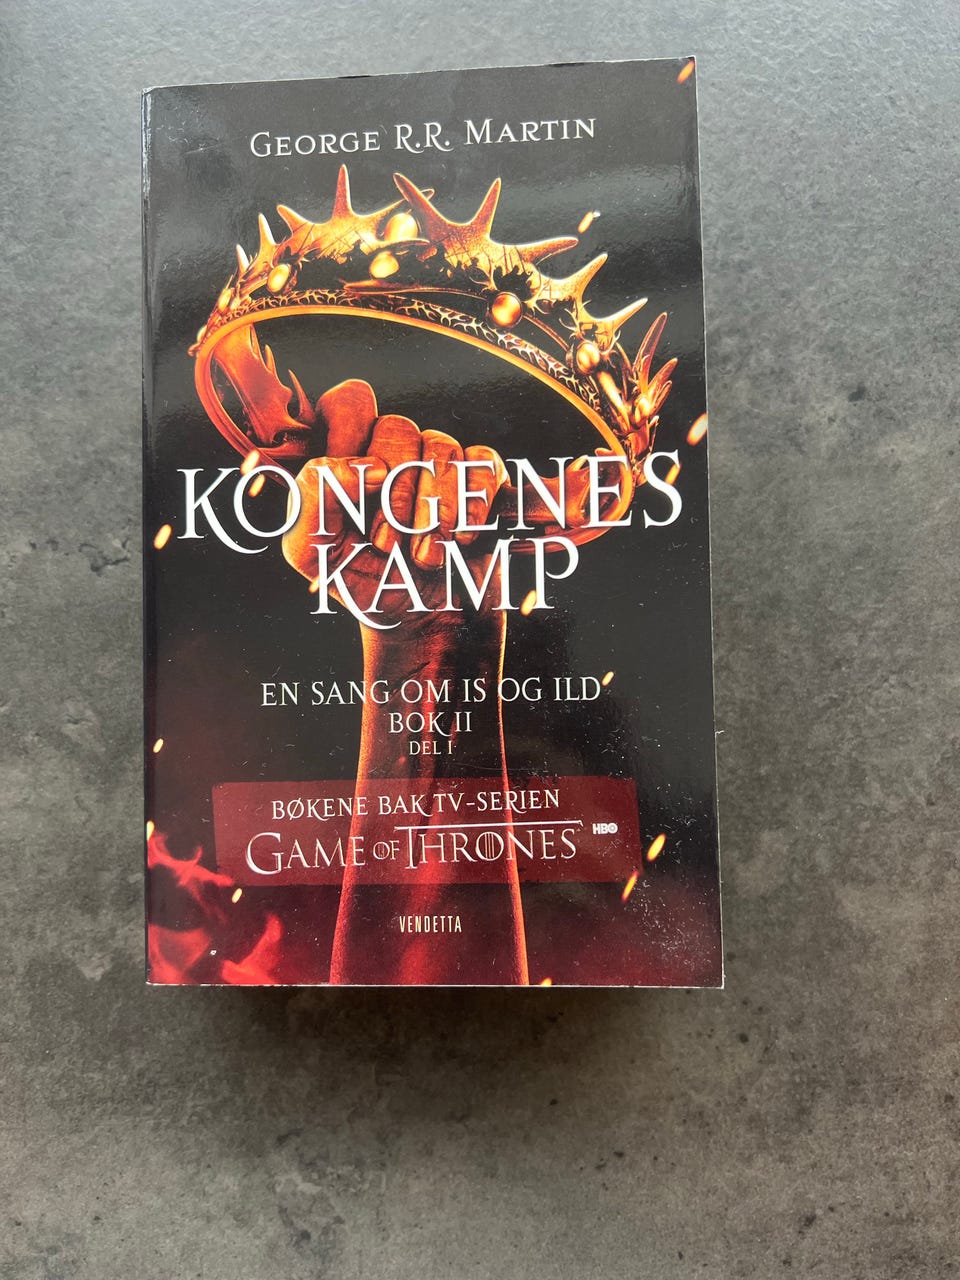 GEORGE R.R. MARTIN
KONGENES
KAMP
EN SANG OM IS OG ILD
BOK II
DEL I
BØKENE BAK TV-SERIEN
GAME OF THRONES HBO
VENDETTA